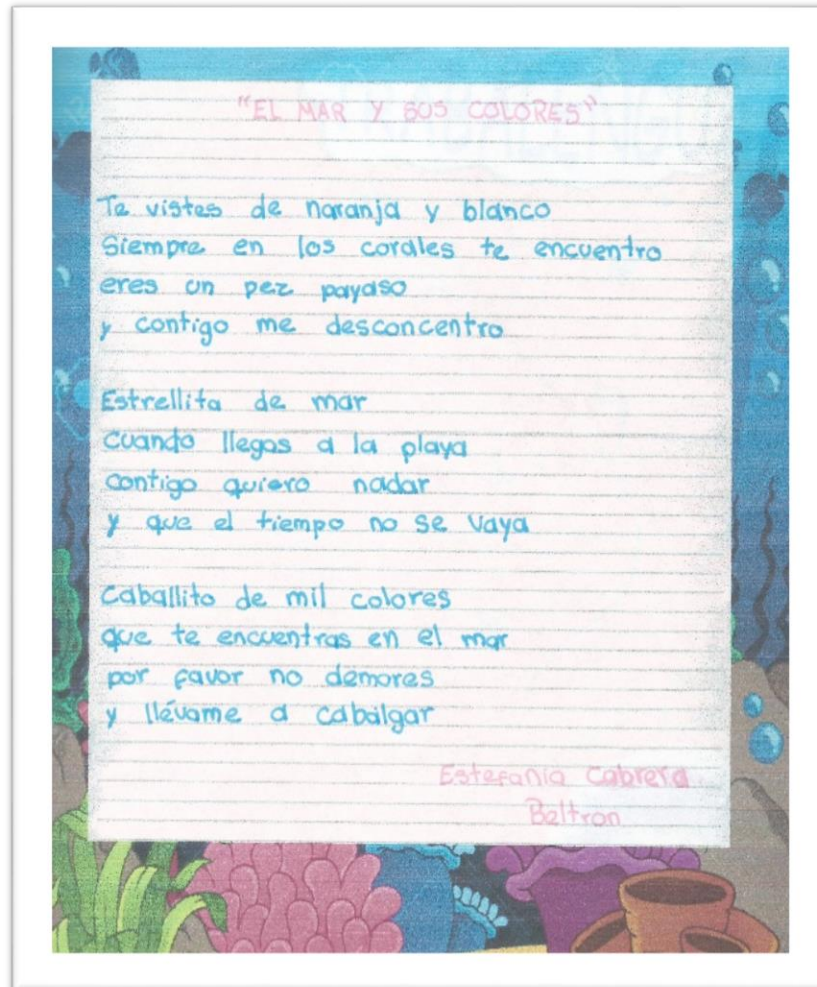 "EL MAR Y SUS COLORES"
Te vistes de naranja y blanco
Siempre en los corales te encuentro
eres un pez payaso
y contigo me desconcentro
Estrellita de mar
cuando llegas a la playa
contigo quiero nadar
y que el tiempo no se vaya
Caballito de mil colores
que te encuentras en el mar
por favor no demores
y llévame a cabalgar
Estefanía Cabrera
Beltron